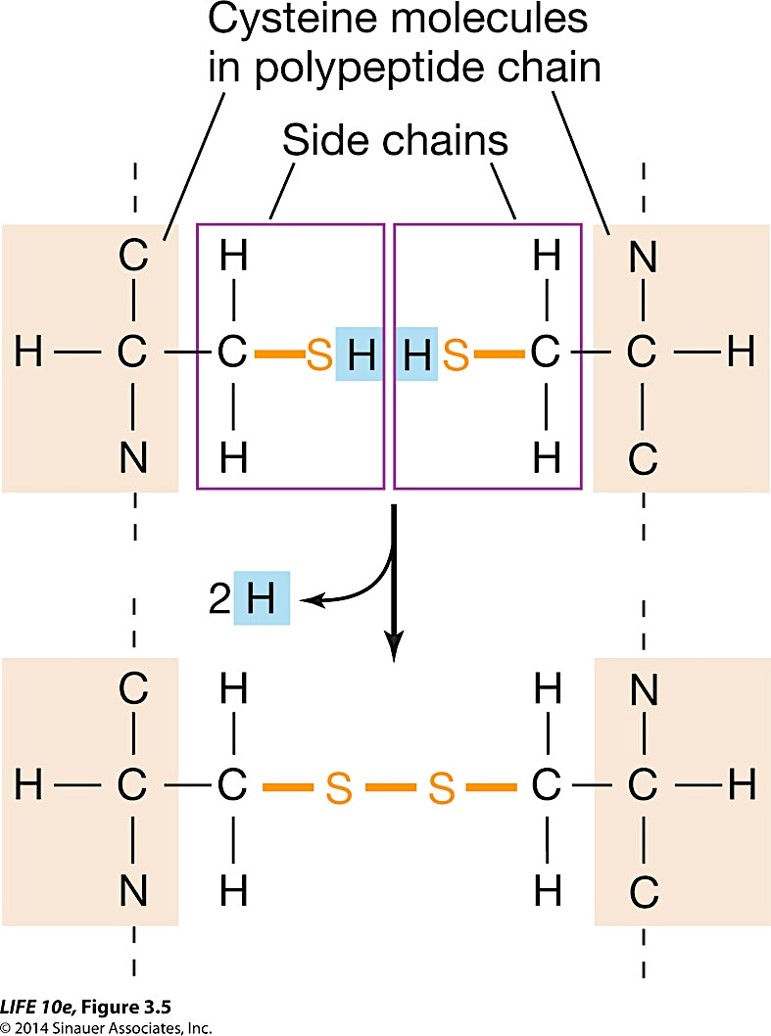 Cysteine molecules
in polypeptide chain
Side chains
C H H N
H C C S H H S C C H
N H H C
2 H
C H H N
H C C S S C C H
N H H C
LIFE 10e, Figure 3.5
© 2014 Sinauer Associates, Inc.